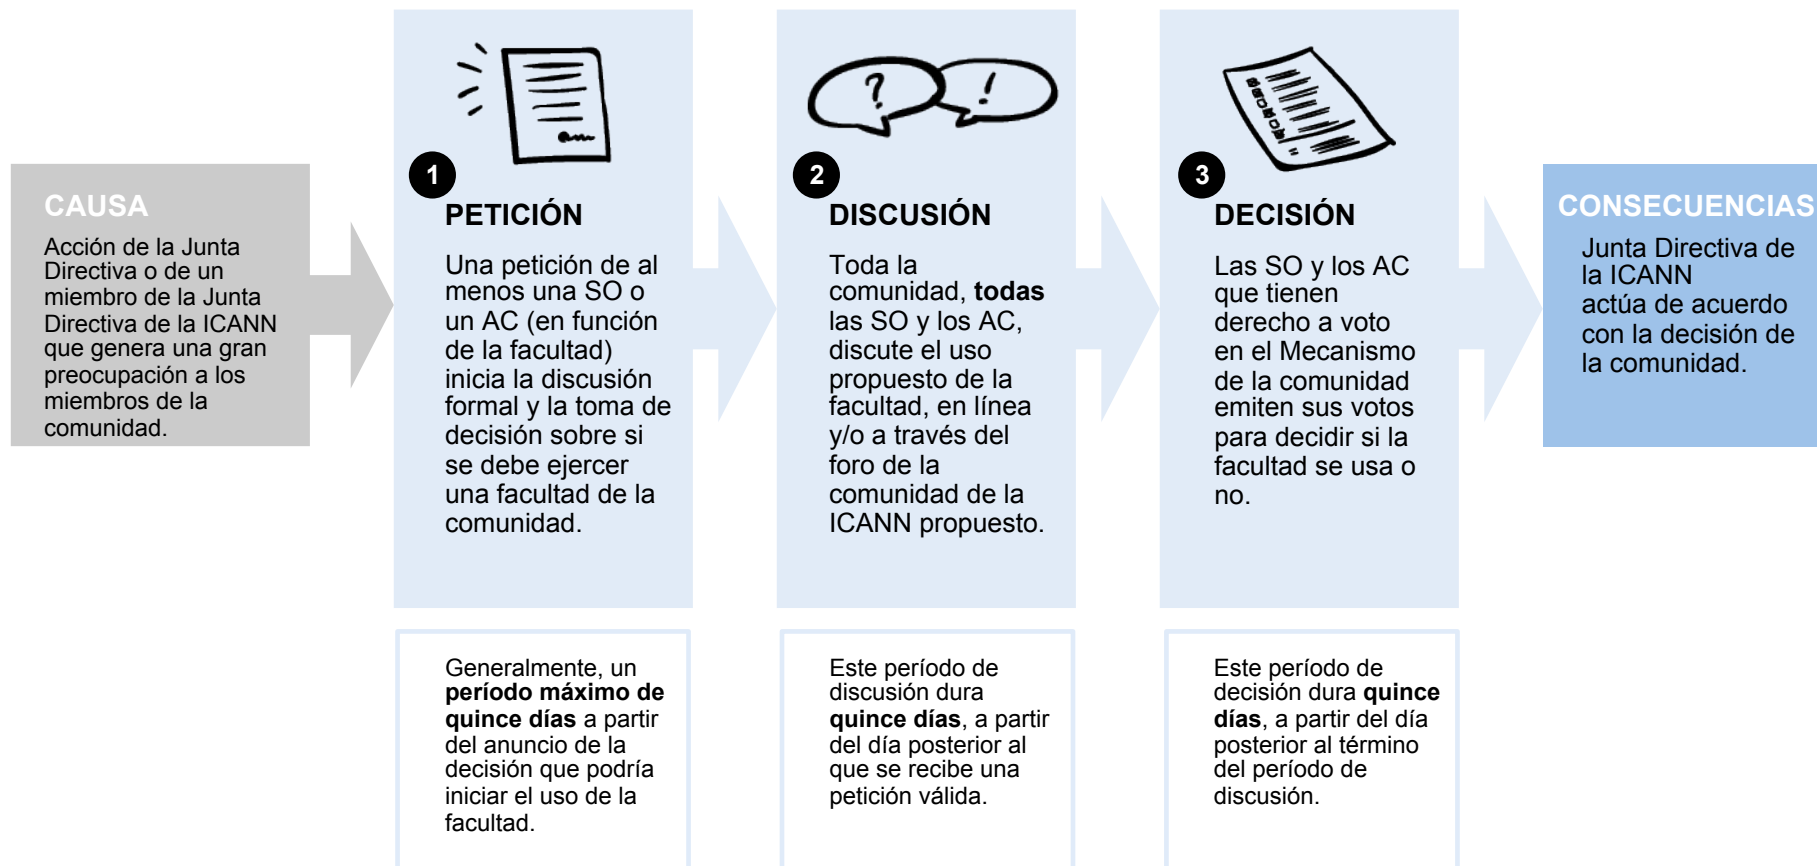 CAUSA
Acción de la Junta
Directiva o de un
miembro de la Junta
Directiva de la ICANN
que genera una gran
preocupación a los
miembros de la
comunidad.
1
PETICIÓN
Una petición de al
menos una SO o
un AC (en función
de la facultad)
inicia la discusión
formal y la toma de
decisión sobre si
se debe ejercer
una facultad de la
comunidad.
Generalmente, un
período máximo de
quince días a partir
del anuncio de la
decisión que podría
iniciar el uso de la
facultad.
?
!
2
DISCUSIÓN
Toda la
comunidad, todas
las SO y los AC,
discute el uso
propuesto de la
facultad, en línea
y/o a través del
foro de la
comunidad de la
ICANN propuesto.
Este período de
discusión dura
quince días, a partir
del día posterior al
que se recibe una
petición válida.
3
DECISIÓN
Las SO y los AC
que tienen
derecho a voto
en el Mecanismo
de la comunidad
emiten sus votos
para decidir si la
facultad se usa o
no.
Este período de
decisión dura quince
días, a partir del día
posterior al término
del período de
discusión.
CONSECUENCIAS
Junta Directiva de
la ICANN
actúa de acuerdo
con la decisión de
la comunidad.